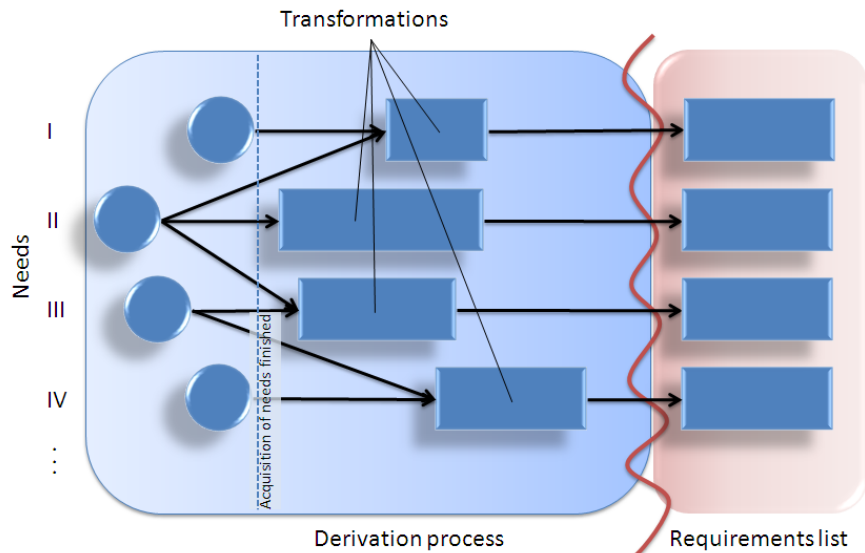 Transformations
Needs
I
II
III
IV
...
Acquisition of needs finished
Derivation process
Requirements list